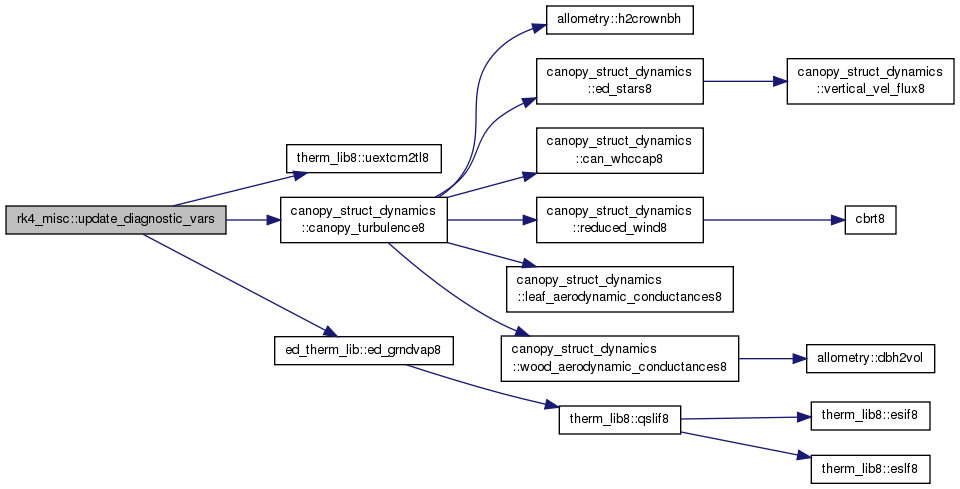 rk4_misc::update_diagnostic_vars
therm_lib8::uextcm2tl8
canopy_struct_dynamics
::canopy_turbulence8
ed_therm_lib::ed_grndvap8
allometry::h2crownbh
canopy_struct_dynamics
::ed_stars8
canopy_struct_dynamics
::can_whccap8
canopy_struct_dynamics
::reduced_wind8
canopy_struct_dynamics
::leaf_aerodynamic_conductances8
canopy_struct_dynamics
::wood_aerodynamic_conductances8
therm_lib8::qslif8
canopy_struct_dynamics
::vertical_vel_flux8
cbrt8
allometry::dbh2vol
therm_lib8::esif8
therm_lib8::eslf8